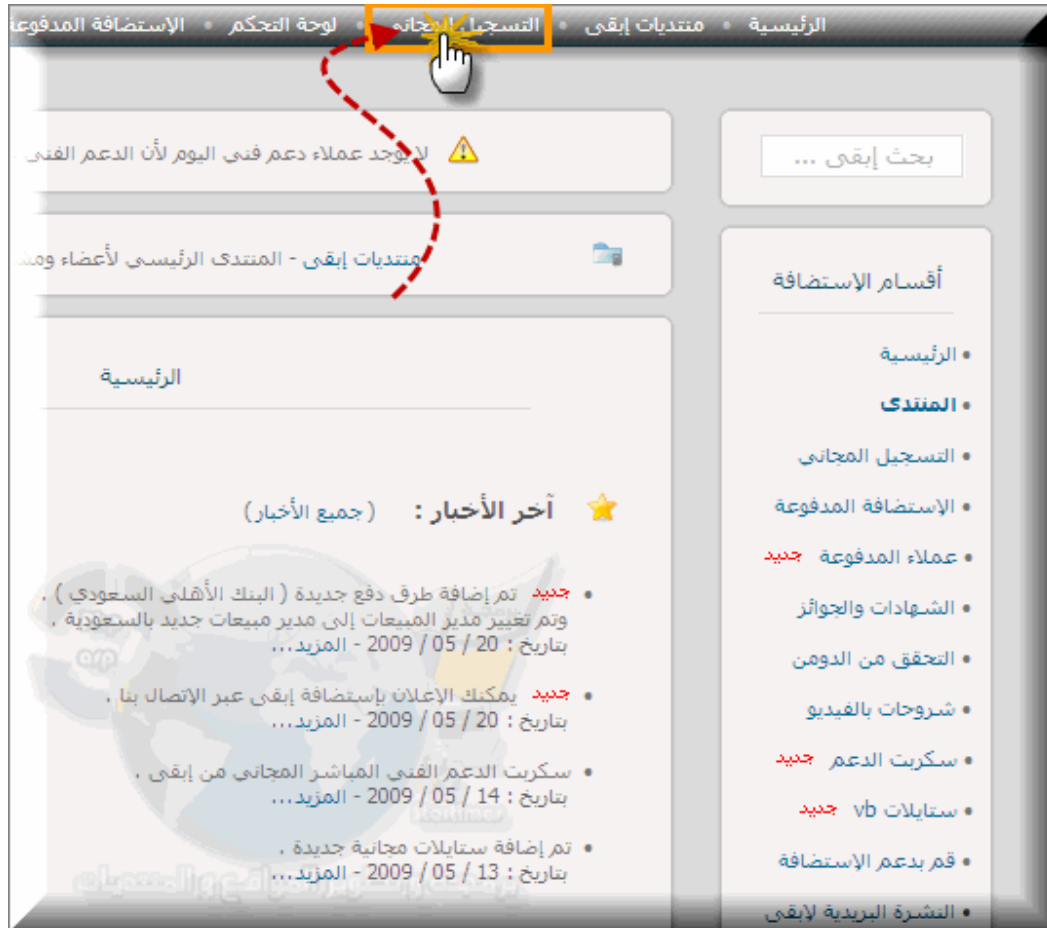 الرئيسية • منتديات إبقى • التسجيل المجاني • لوحة التحكم • الإستضافة المدفوعة
بحث إبقى ...
لا يوجد عملاء دعم فني اليوم لأن الدعم الفني
منتديات إبقى - المنتدى الرئيسي لأعضاء
أقسام الإستضافة
• الرئيسية
• المنتدى
• التسجيل المجاني
• الإستضافة المدفوعة
• عملاء المدفوعة جديد
• الشهادات والجوائز
• التحقق من الدومن
• شروحات بالفيديو
• سكربت الدعم جديد
• ستايلات vb جديد
• قم بدعم الإستضافة
• النشرة البريدية لإبقى
الرئيسية
آخر الأخبار : (جميع الأخبار)
• جديد تم إضافة طرق دفع جديدة ( البنك الأهلي السعودي ) .
وتم تغيير مدير المبيعات إلى مدير مبيعات جديد بالسعودية .
بتاريخ : 20 / 05 / 2009 - المزيد...
• جديد يمكنك الإعلان بإستضافة إبقى عبر الإتصال بنا .
بتاريخ : 20 / 05 / 2009 - المزيد...
• سكربت الدعم الفني المباشر المجاني من إبقى .
بتاريخ : 14 / 05 / 2009 - المزيد...
• تم إضافة ستايلات مجانية جديدة .
بتاريخ : 13 / 05 / 2009 - المزيد...